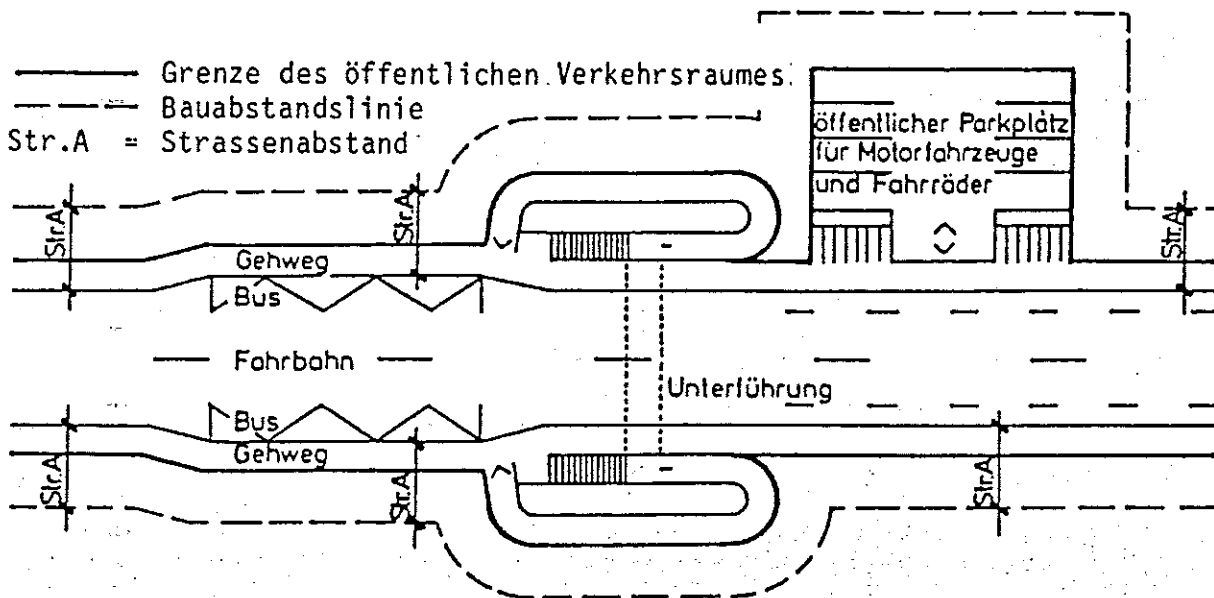 Grenze des öffentlichen Verkehrsraumes
Bauabstandslinie
Str.A = Strassenabstand
öffentlicher Parkplatz
für Motorfahrzeuge
und Fahrräder
Str.A
Str.A
Str.A
Gehweg
Bus
Fahrbahn
Unterführung
Bus
Gehweg
Str.A
Str.A
Str.A